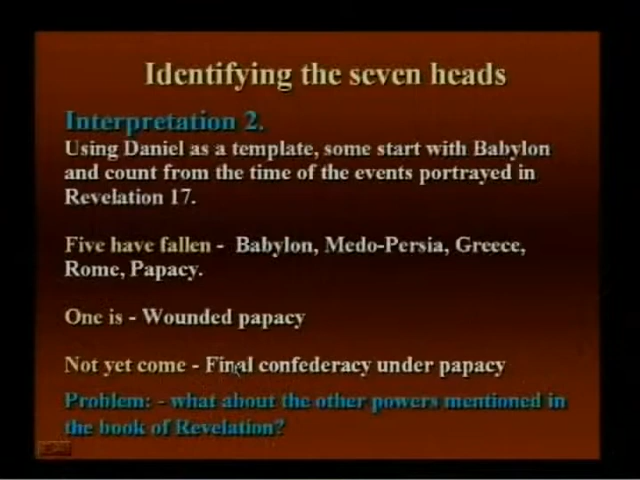 Identifying the seven heads
Interpretation 2.
Using Daniel as a template, some start with Babylon
and count from the time of the events portrayed in
Revelation 17.
Five have fallen - Babylon, Medo-Persia, Greece,
Rome, Papacy.
One is - Wounded papacy
Not yet come - Final confederacy under papacy
Problem: - what about the other powers mentioned in
the book of Revelation?